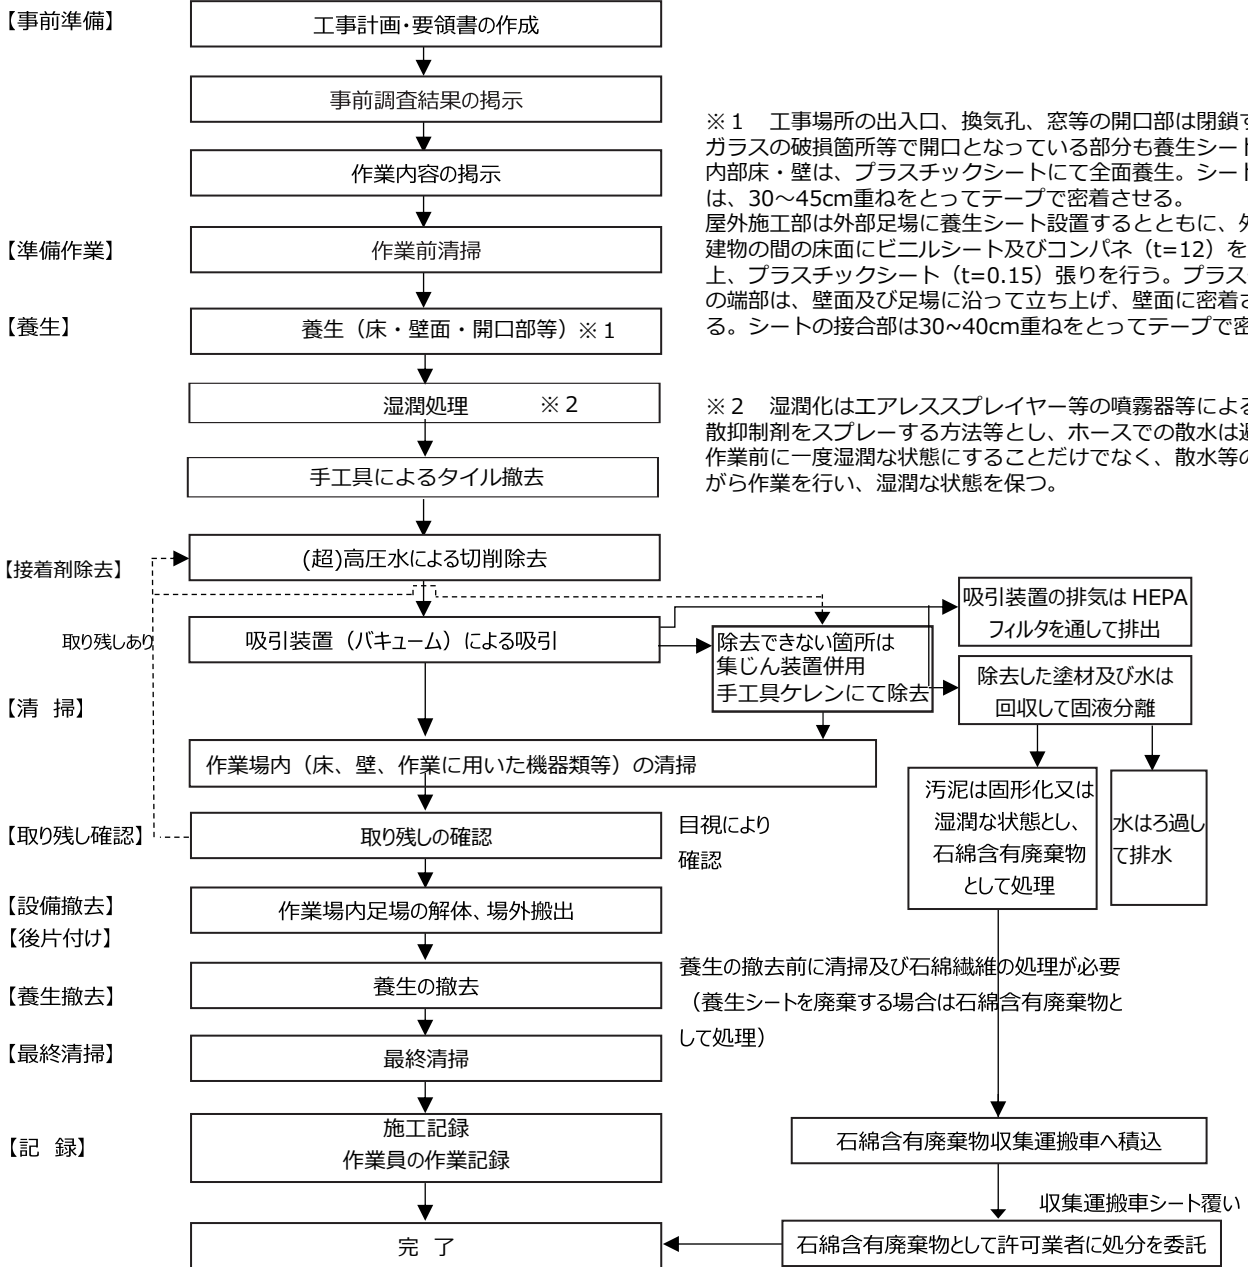 【事前準備】
工事計画・要領書の作成
事前調査結果の掲示
作業内容の掲示
【準備作業】
作業前清掃
【養生】
養生（床・壁面・開口部等）※１
湿潤処理　※２
手工具によるタイル撤去
※１　工事場所の出入口、換気孔、窓等の開口部は閉鎖
ガラスの破損箇所等で開口となっている部分も養生シー
内部床・壁は、プラスチックシートにて全面養生。シー
は、30～45cm重ねをとってテープで密着させる。
屋外施工部は外部足場に養生シート設置するとともに、
建物の間の床面にビニルシート及びコンパネ（t=12）を
上、プラスチックシート（t=0.15）張りを行う。プラス
の端部は、壁面及び足場に沿って立ち上げ、壁面に密着
る。シートの接合部は30~40cm重ねをとってテープで
※２　湿潤化はエアレススプレイヤー等の噴霧器等による
散抑制剤をスプレーする方法等とし、ホースでの散水は
作業前に一度湿潤な状態にすることだけでなく、散水等の
がら作業を行い、湿潤な状態を保つ。
【接着剤除去】
(超)高圧水による切削除去
取り残しあり
吸引装置（バキューム）による吸引
除去できない箇所は
集じん装置併用
手工具ケレンにて除去
吸引装置の排気は HEPA
フィルタを通して排出
除去した塗材及び水は
回収して固液分離
【清　掃】
作業場内（床、壁、作業に用いた機器類等）の清掃
汚泥は固形化又は
湿潤な状態とし、
石綿含有廃棄物
として処理
水はろ過し
て排水
【取り残し確認】
取り残しの確認
目視により
確認
【設備撤去】
【後片付け】
作業場内足場の解体、場外搬出
【養生撤去】
養生の撤去
養生の撤去前に清掃及び石綿繊維の処理が必要
（養生シートを廃棄する場合は石綿含有廃棄物と
して処理）
【最終清掃】
最終清掃
【記　録】
施工記録
作業員の作業記録
石綿含有廃棄物収集運搬車へ積込
収集運搬車シート覆い
石綿含有廃棄物として許可業者に処分を委託
完　了